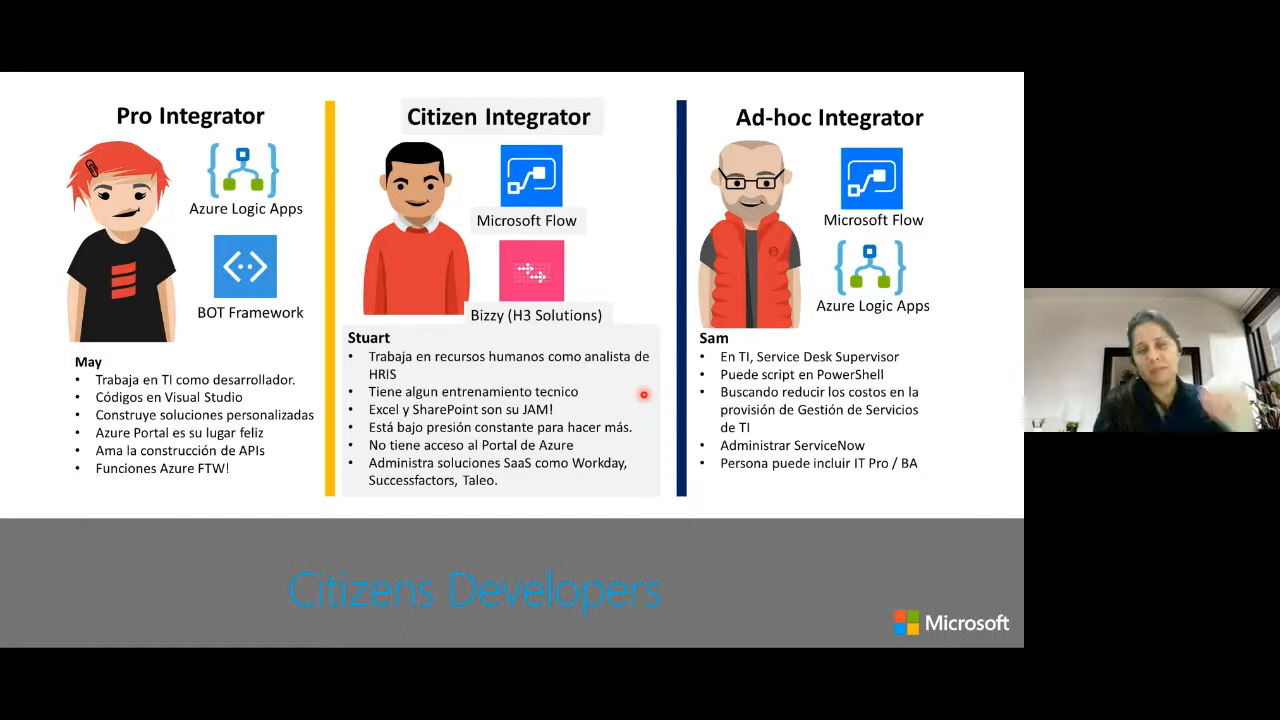 Pro Integrator
Azure Logic Apps
BOT Framework
May
• Trabaja en TI como desarrollador.
• Códigos en Visual Studio
• Construye soluciones personalizadas
• Azure Portal es su lugar feliz
• Ama la construcción de APIs
• Funciones Azure FTW!
Citizen Integrator
Microsoft Flow
Bizzy (H3 Solutions)
Stuart
• Trabaja en recursos humanos como analista de
HRIS
• Tiene algun entrenamiento tecnico
• Excel y SharePoint son su JAM!
• Está bajo presión constante para hacer más.
• No tiene acceso al Portal de Azure
• Administra soluciones SaaS como Workday,
Successfactors, Taleo.
Ad-hoc Integrator
Microsoft Flow
Azure Logic Apps
Sam
• En TI, Service Desk Supervisor
• Puede script en PowerShell
• Buscando reducir los costos en la
provisión de Gestión de Servicios
de TI
• Administrar ServiceNow
• Persona puede incluir IT Pro / BA
Citizens Developers
Microsoft